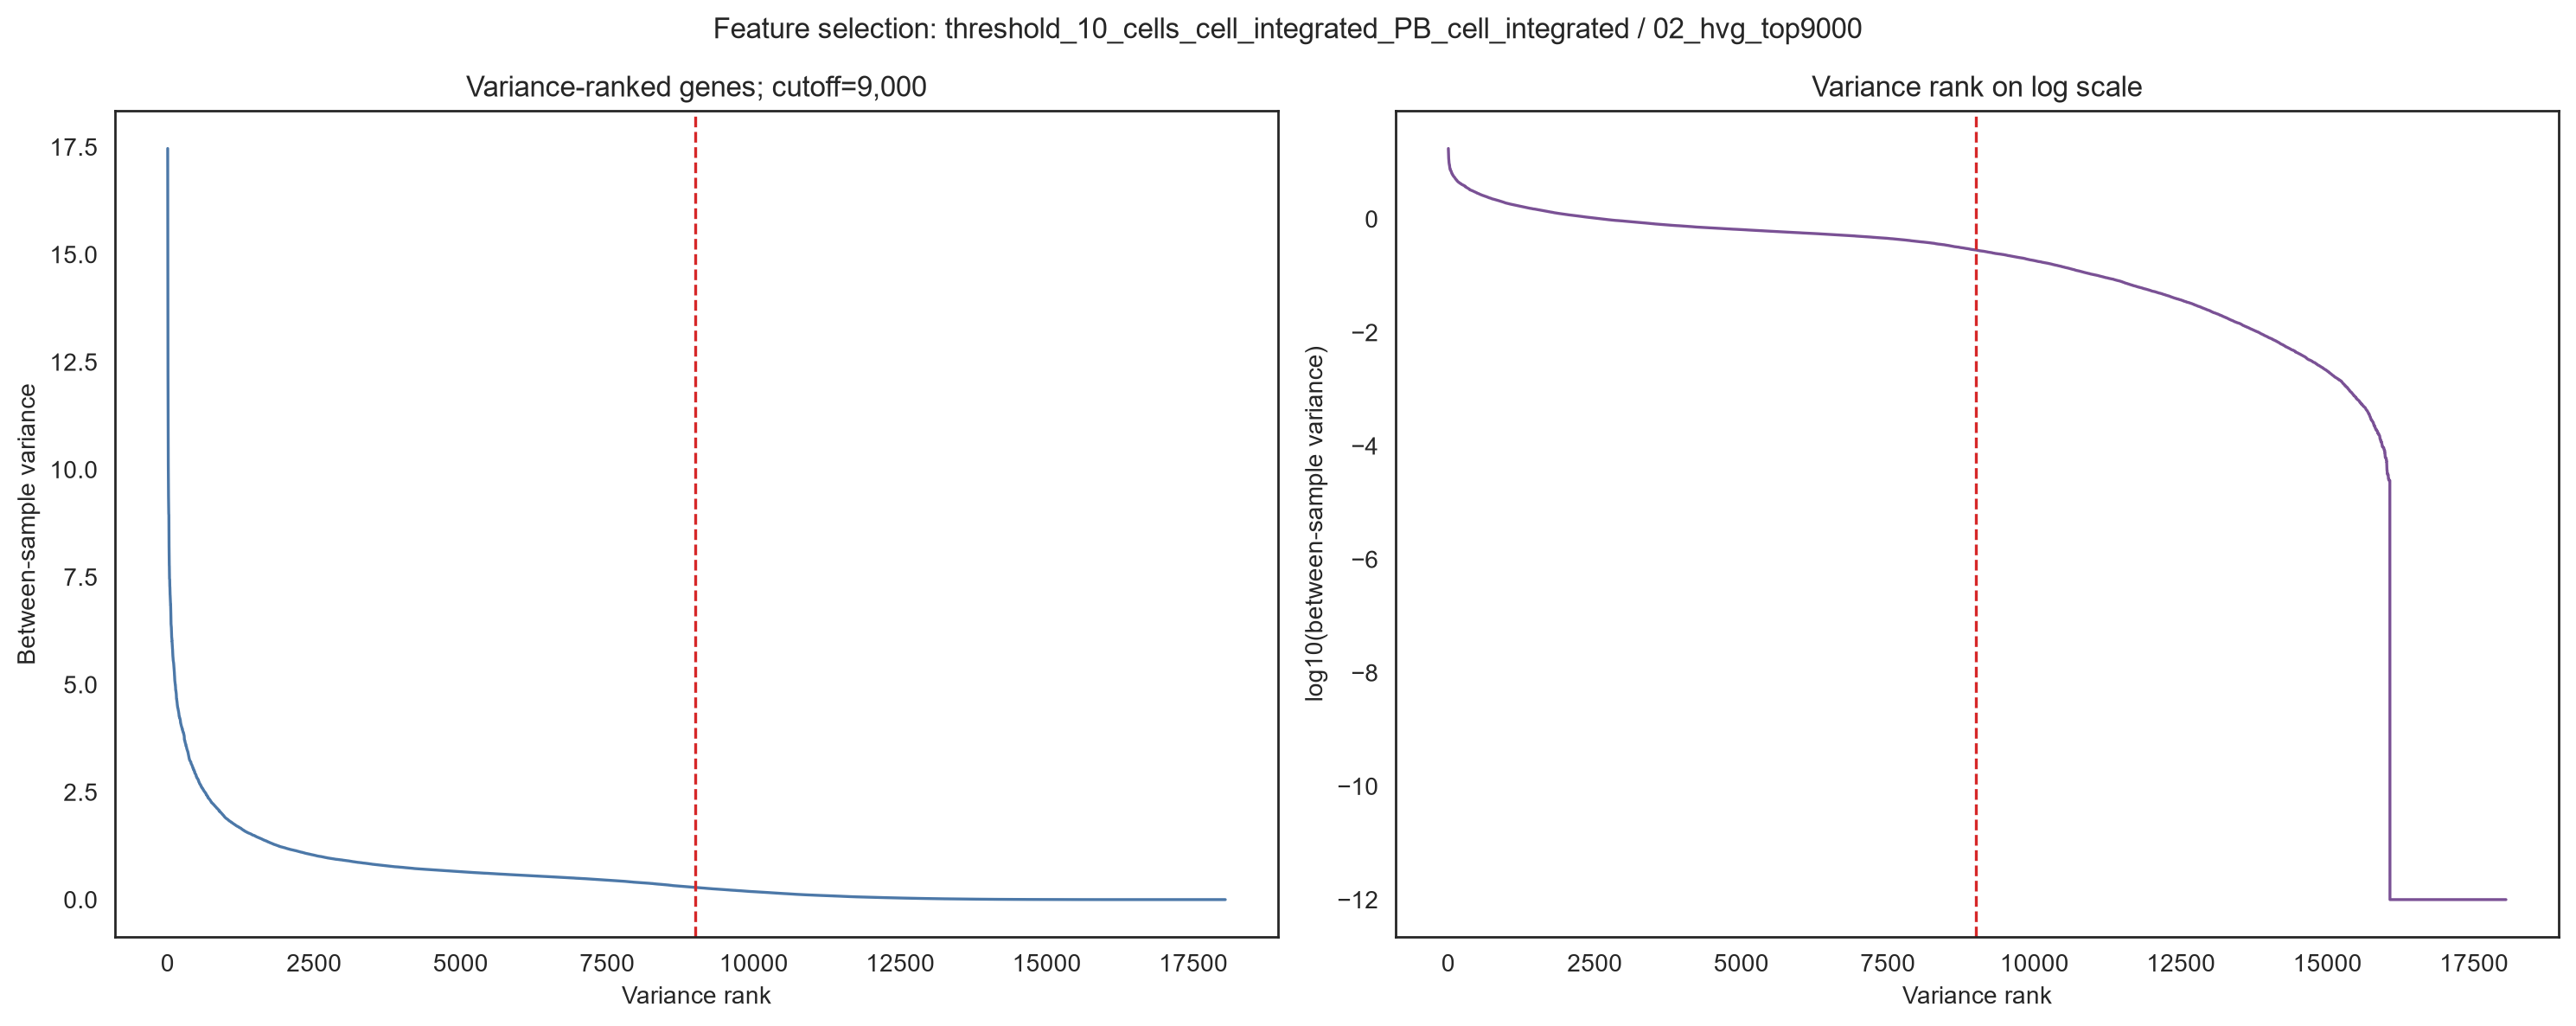 Feature selection: threshold_10_cells_cell_integrated_PB_cell_integrated / 02_hvg_top9000
Variance-ranked genes; cutoff=9,000
17.5
15.0
12.5
10.0
7.5
5.0
2.5
0.0
Between-sample variance
0 2500 5000 7500 10000 12500 15000 17500
Variance rank
Variance rank on log scale
0
−2
−4
−6
−8
−10
−12
log10(between-sample variance)
0 2500 5000 7500 10000 12500 15000 17500
Variance rank